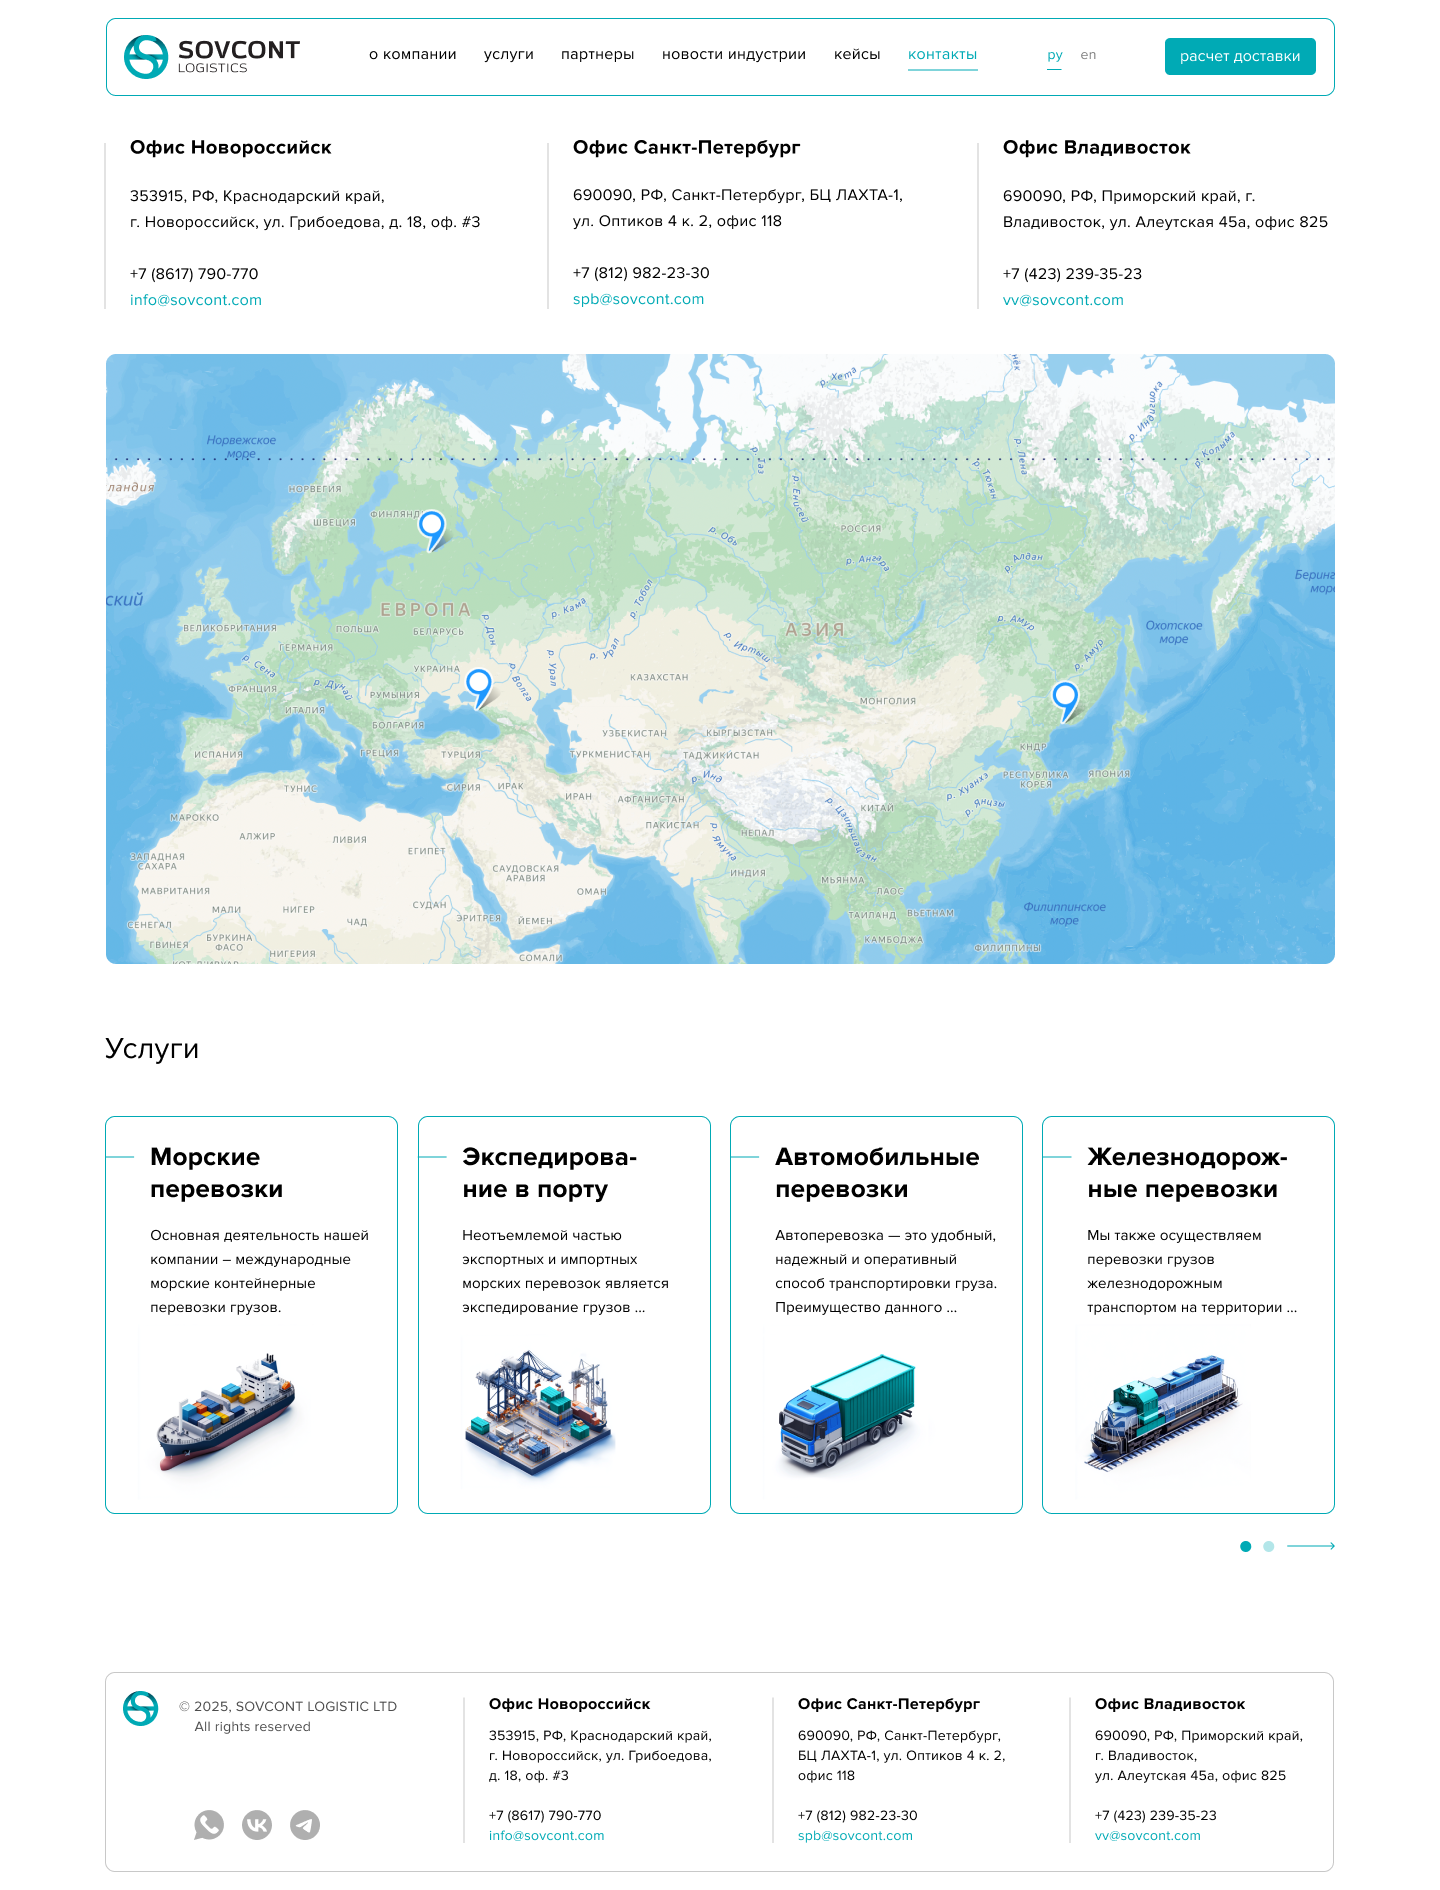 SOVCONT
LOGISTICS
о компании
услуги
партнеры
новости индустрии
кейсы
контакты
ру
en
расчет доставки
Офис Новороссийск
353915, РФ, Краснодарский край,
г. Новороссийск, ул. Грибоедова, д. 18, оф. #3
+7 (8617) 790-770
info@sovcont.com
Офис Санкт-Петербург
690090, РФ, Санкт-Петербург, БЦ ЛАХТА-1,
ул. Оптиков 4 к. 2, офис 118
+7 (812) 982-23-30
spb@sovcont.com
Офис Владивосток
690090, РФ, Приморский край, г.
Владивосток, ул. Алеутская 45а, офис 825
+7 (423) 239-35-23
vv@sovcont.com
р. Хета
р. Колыма
Норвежское
море
р. Таз
р. Лена
р. Енисей
ландия
НОРВЕГИЯ
ШВЕЦИЯ
ФИНЛЯНД
РОССИЯ
р. Обь
р. Ангара
р. Алдан
Беринг
ский
ЕВРОПА
р. Кама
р. Тобол
АЗИЯ
р. Амур
Охотское
море
ВЕЛИКОБРИТАНИЯ
ПОЛЬША
БЕЛАРУСЬ
р. Дон
ГЕРМАНИЯ
р. Урал
р. Иртыш
р. Амур
р. Сена
УКРАИНА
р. Волга
р. Урал
КАЗАХСТАН
ФРАНЦИЯ
р. Дунай
РУМЫНИЯ
МОНГОЛИЯ
ИТАЛИЯ
БОЛГАРИЯ
УЗБЕКИСТАН
КЫРГЫЗСТАН
КНДР
ИСПАНИЯ
ГРЕЦИЯ
ТУРЦИЯ
ТУРКМЕНИСТАН
ТАДЖИКИСТАН
РЕСПУБЛИКА
КОРЕЯ
ЯПОНИЯ
ТУНИС
СИРИЯ
ИРАК
ИРАН
АФГАНИСТАН
р. Инд
р. Хуанхэ
р. Янцзы
МАРОККО
КИТАЙ
р. Цзиньшацзян
АЛЖИР
ЛИВИЯ
ЕГИПЕТ
ПАКИСТАН
НЕПАЛ
р. Ямуна
ЗАПАДНАЯ
САХАРА
САУДОВСКАЯ
АРАВИЯ
ИНДИЯ
МЬЯНМА
ЛАОС
МАВРИТАНИЯ
ОМАН
МАЛИ
НИГЕР
ЧАД
СУДАН
ЭРИТРЕЯ
ЙЕМЕН
ТАИЛАНД
ВЬЕТНАМ
Филиппинское
море
СЕНЕГАЛ
ГВИНЕЯ
БУРКИНА
ФАСО
НИГЕРИЯ
СОМАЛИ
КАМБОДЖА
ФИЛИППИНЫ
Услуги
Морские
перевозки
Основная деятельность нашей
компании – международные
морские контейнерные
перевозки грузов.
Экспедирова-
ние в порту
Неотъемлемой частью
экспортных и импортных
морских перевозок является
экспедирование грузов ...
Автомобильные
перевозки
Автоперевозка — это удобный,
надежный и оперативный
способ транспортировки груза.
Преимущество данного ...
Железнодорож-
ные перевозки
Мы также осуществляем
перевозки грузов
железнодорожным
транспортом на территории ...
© 2025, SOVCONT LOGISTIC LTD
All rights reserved
Офис Новороссийск
353915, РФ, Краснодарский край,
г. Новороссийск, ул. Грибоедова,
д. 18, оф. #3
+7 (8617) 790-770
info@sovcont.com
Офис Санкт-Петербург
690090, РФ, Санкт-Петербург,
БЦ ЛАХТА-1, ул. Оптиков 4 к. 2,
офис 118
+7 (812) 982-23-30
spb@sovcont.com
Офис Владивосток
690090, РФ, Приморский край,
г. Владивосток,
ул. Алеутская 45а, офис 825
+7 (423) 239-35-23
vv@sovcont.com